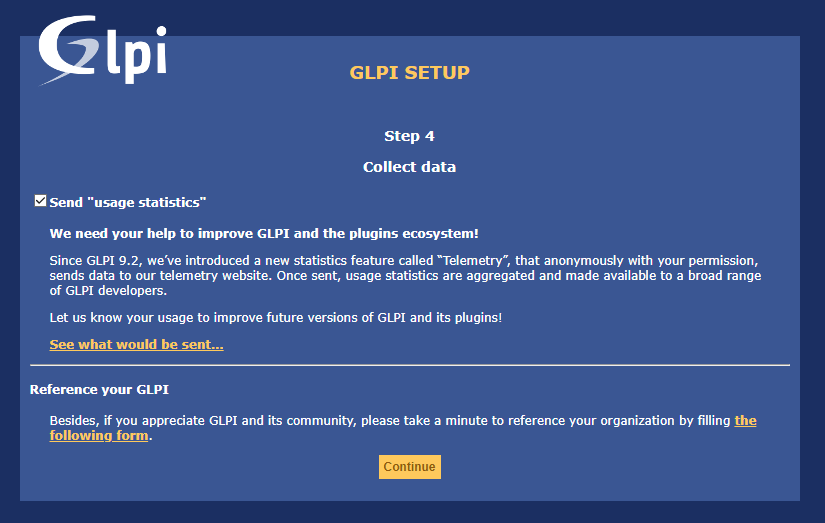 Glpi
GLPI SETUP
Step 4
Collect data
Send "usage statistics"
We need your help to improve GLPI and the plugins ecosystem!
Since GLPI 9.2, we’ve introduced a new statistics feature called “Telemetry”, that anonymously with your permission,
sends data to our telemetry website. Once sent, usage statistics are aggregated and made available to a broad range
of GLPI developers.
Let us know your usage to improve future versions of GLPI and its plugins!
See what would be sent...
Reference your GLPI
Besides, if you appreciate GLPI and its community, please take a minute to reference your organization by filling the
following form.
Continue